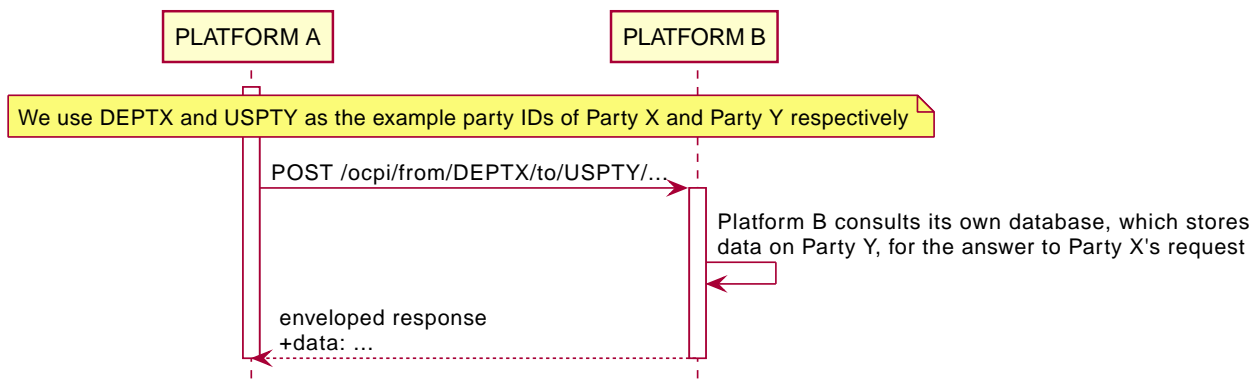 PLATFORM A
PLATFORM B
We use DEPTX and USPTY as the example party IDs of Party X and Party Y respectively
POST /ocpi/from/DEPTX/to/USPTY/...
Platform B consults its own database, which stores
data on Party Y, for the answer to Party X's request
enveloped response
+data: ...